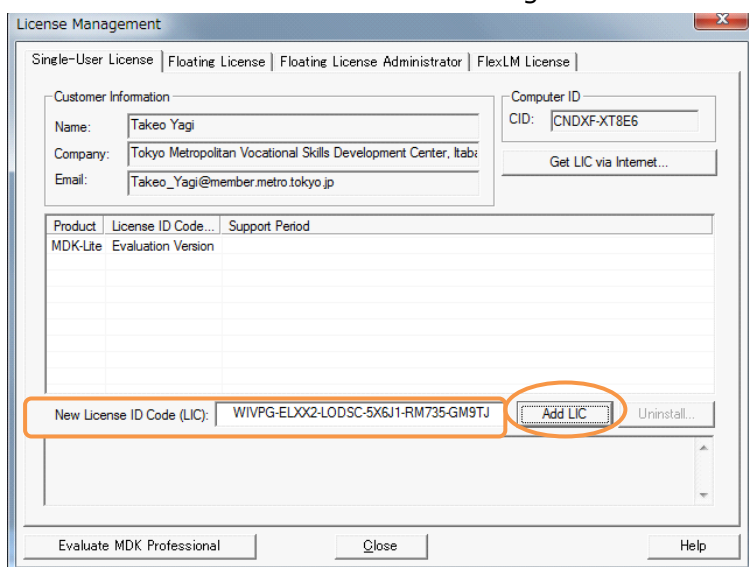 License Management
Single-User License Floating License Floating License Administrator FlexLM License
Customer Information
Name: Takeo Yagi
Company: Tokyo Metropolitan Vocational Skills Development Center, Itaba
Email: Takeo_Yagi@member.metro.tokyo.jp
Computer ID
CID: CNDXF-XT8E6
Get LIC via Internet...
Product License ID Code... Support Period
MDK-Lite Evaluation Version
New License ID Code (LIC): WIVPG-ELXX2-LODSC-5X6J1-RM735-GM9TJ Add LIC Uninstall...
Evaluate MDK Professional Close Help